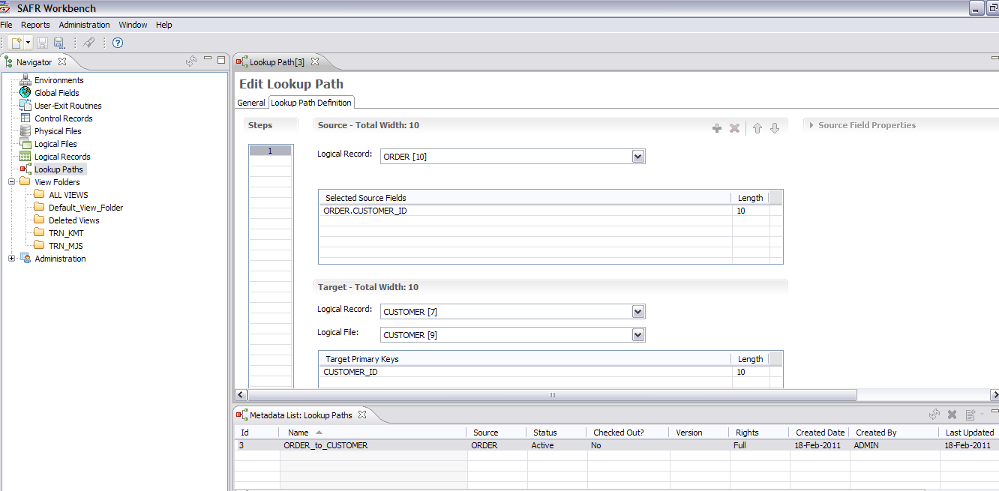 SAFR Workbench
File Reports Administration Window Help
Navigator
Environments
Global Fields
User-Exit Routines
Control Records
Physical Files
Logical Files
Logical Records
Lookup Paths
View Folders
ALL VIEWS
Default_View_Folder
Deleted Views
TRN_KMT
TRN_MJS
Administration
Lookup Path[3]
Edit Lookup Path
General Lookup Path Definition
Steps
1
Source - Total Width: 10
Logical Record: ORDER [10]
Selected Source Fields Length
ORDER.CUSTOMER_ID 10
Target - Total Width: 10
Logical Record: CUSTOMER [7]
Logical File: CUSTOMER [9]
Target Primary Keys Length
CUSTOMER_ID 10
Source Field Properties
Metadata List: Lookup Paths
Id Name Source Status Checked Out? Version Rights Created Date Created By Last Updated
3 ORDER_to_CUSTOMER ORDER Active No Full 18-Feb-2011 ADMIN 18-Feb-2011